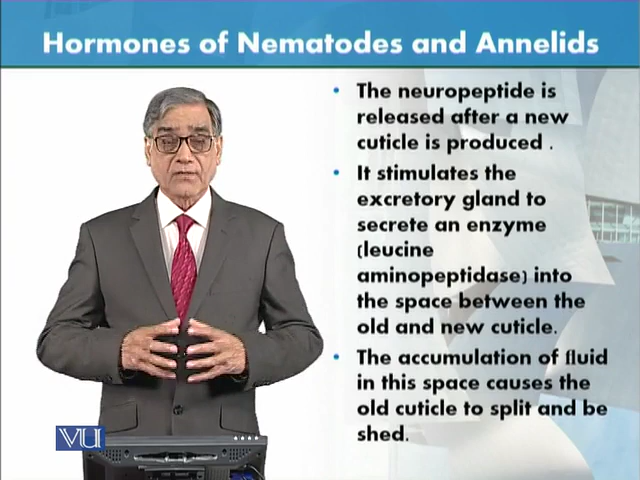 Hormones of Nematodes and Annelids
• The neuropeptide is
released after a new
cuticle is produced .
• It stimulates the
excretory gland to
secrete an enzyme
(leucine
aminopeptidase) into
the space between the
old and new cuticle.
• The accumulation of fluid
in this space causes the
old cuticle to split and be
shed.
VU